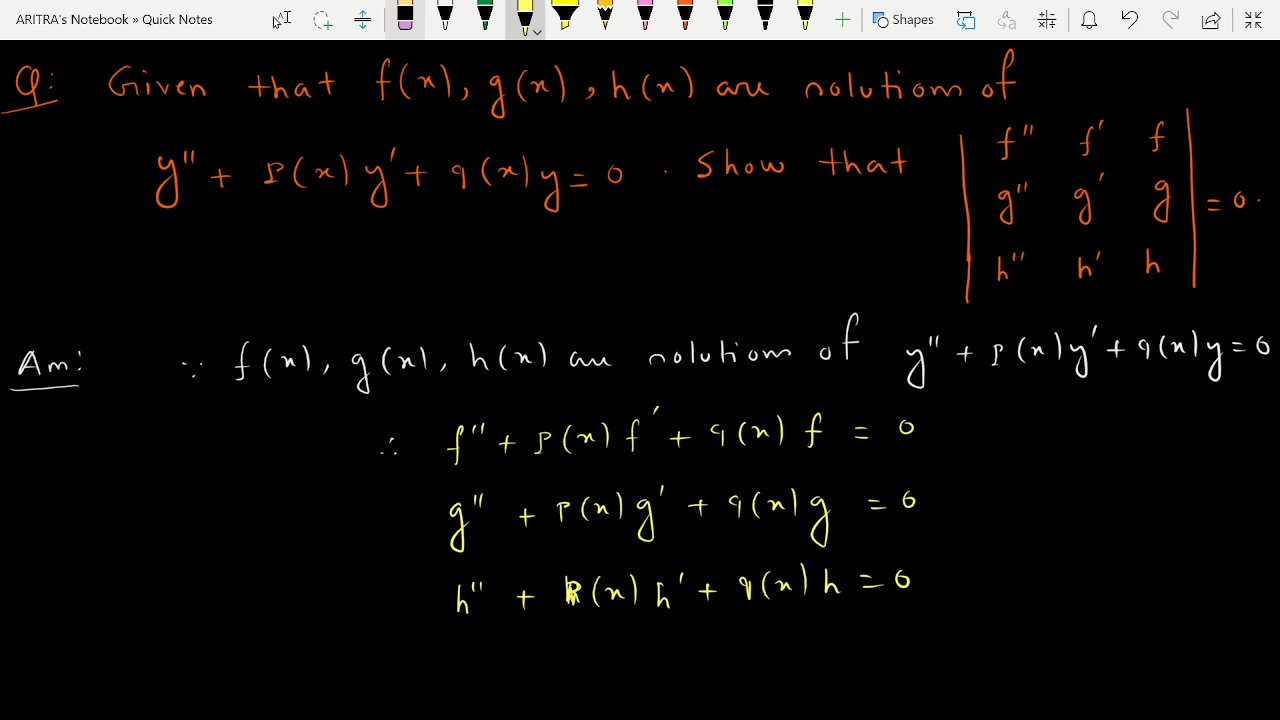 ARITRA's Notebook » Quick Notes
Shapes
Q: Given that f(x), g(x), h(x) are solutions of
y'' + P(x) y' + q(x) y = 0 . Show that
| f'' f' f |
| g'' g' g | = 0.
| h'' h' h |
Ans: ∵ f(x), g(x), h(x) are solutions of y'' + P(x) y' + q(x) y = 0
∴ f'' + P(x) f' + q(x) f = 0
g'' + P(x) g' + q(x) g = 0
h'' + P(x) h' + q(x) h = 0